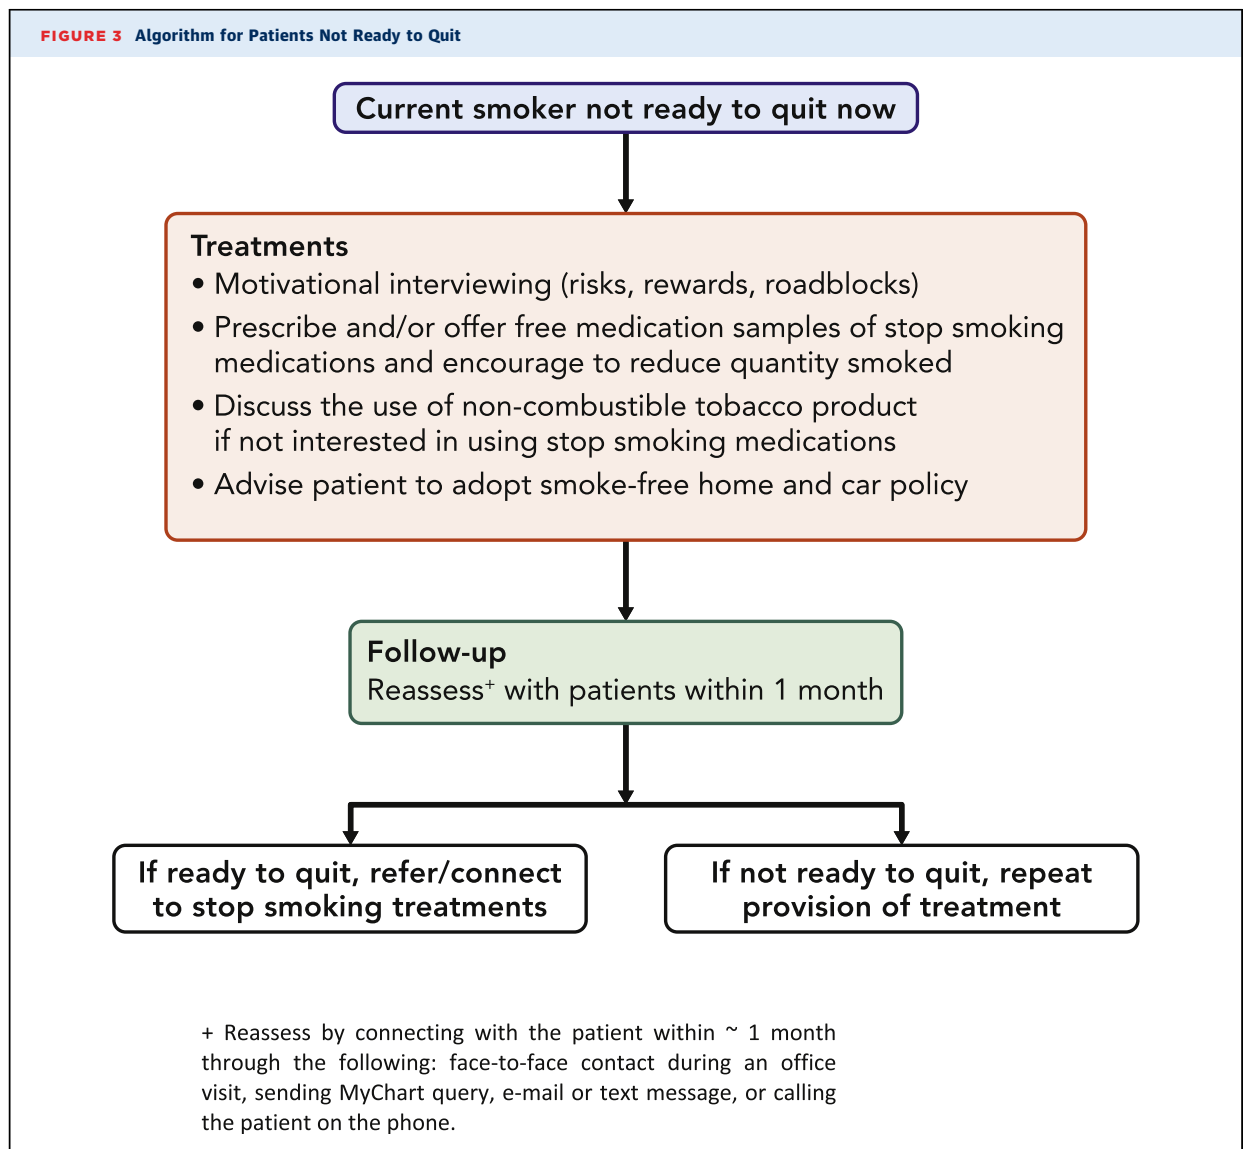 FIGURE 3 Algorithm for Patients Not Ready to Quit
Current smoker not ready to quit now
Treatments
• Motivational interviewing (risks, rewards, roadblocks)
• Prescribe and/or offer free medication samples of stop smoking
medications and encourage to reduce quantity smoked
• Discuss the use of non-combustible tobacco product
if not interested in using stop smoking medications
• Advise patient to adopt smoke-free home and car policy
Follow-up
Reassess+ with patients within 1 month
If ready to quit, refer/connect
to stop smoking treatments
If not ready to quit, repeat
provision of treatment
+ Reassess by connecting with the patient within ~ 1 month
through the following: face-to-face contact during an office
visit, sending MyChart query, e-mail or text message, or calling
the patient on the phone.